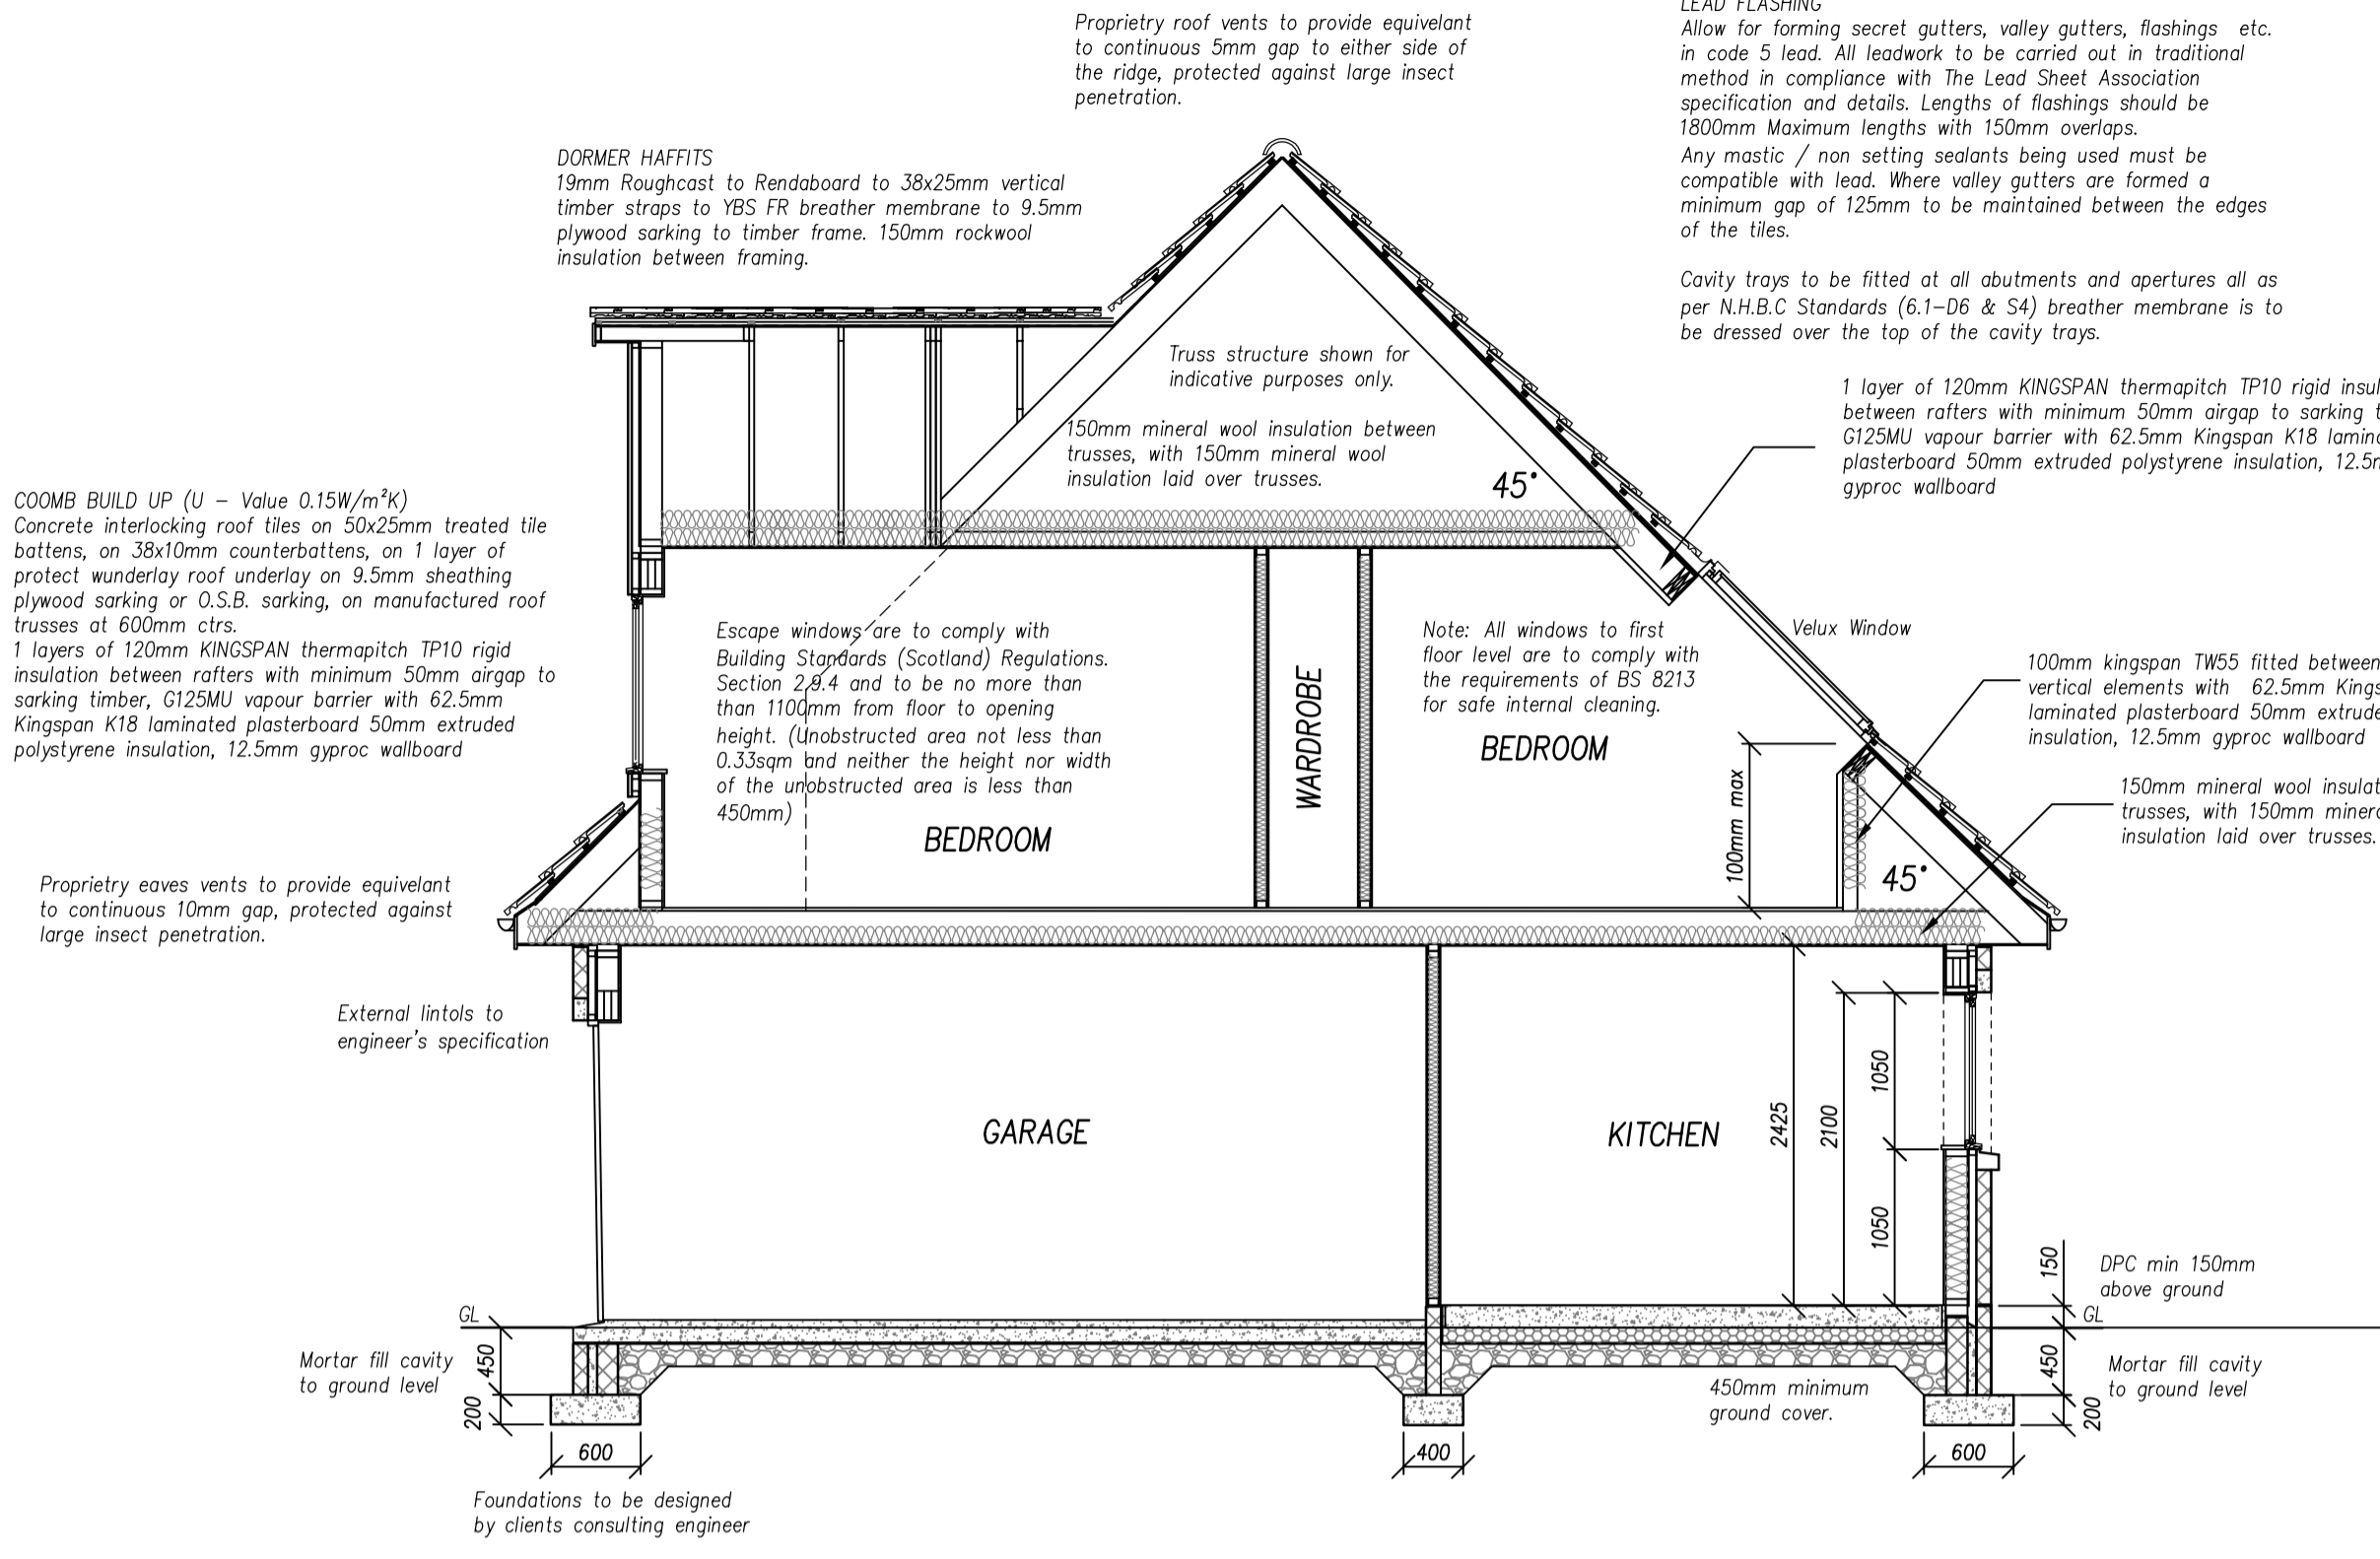 Proprietry roof vents to provide equivelant
to continuous 5mm gap to either side of
the ridge, protected against large insect
penetration.
LEAD FLASHING
Allow for forming secret gutters, valley gutters, flashings etc.
in code 5 lead. All leadwork to be carried out in traditional
method in compliance with The Lead Sheet Association
specification and details. Lengths of flashings should be
1800mm Maximum lengths with 150mm overlaps.
Any mastic / non setting sealants being used must be
compatible with lead. Where valley gutters are formed a
minimum gap of 125mm to be maintained between the edges
of the tiles.
Cavity trays to be fitted at all abutments and apertures all as
per N.H.B.C Standards (6.1-D6 & S4) breather membrane is to
be dressed over the top of the cavity trays.
DORMER HAFFITS
19mm Roughcast to Rendaboard to 38x25mm vertical
timber straps to YBS FR breather membrane to 9.5mm
plywood sarking to timber frame. 150mm rockwool
insulation between framing.
Truss structure shown for
indicative purposes only.
150mm mineral wool insulation between
trusses, with 150mm mineral wool
insulation laid over trusses.
45°
1 layer of 120mm KINGSPAN thermapitch TP10 rigid
between rafters with minimum 50mm airgap to sarking
G125MU vapour barrier with 62.5mm Kingspan K18
plasterboard 50mm extruded polystyrene insulation,
gyproc wallboard
COOMB BUILD UP (U - Value 0.15W/m²K)
Concrete interlocking roof tiles on 50x25mm treated tile
battens, on 38x10mm counterbattens, on 1 layer of
protect wunderlay roof underlay on 9.5mm sheathing
plywood sarking or O.S.B. sarking, on manufactured roof
trusses at 600mm ctrs.
1 layers of 120mm KINGSPAN thermapitch TP10 rigid
insulation between rafters with minimum 50mm airgap to
sarking timber, G125MU vapour barrier with 62.5mm
Kingspan K18 laminated plasterboard 50mm extruded
polystyrene insulation, 12.5mm gyproc wallboard
Escape windows are to comply with
Building Standards (Scotland) Regulations.
Section 2.9.4 and to be no more than
than 1100mm from floor to opening
height. (Unobstructed area not less than
0.33sqm and neither the height nor width
of the unobstructed area is less than
450mm)
BEDROOM
WARDROBE
Note: All windows to first
floor level are to comply with
the requirements of BS 8213
for safe internal cleaning.
BEDROOM
Velux Window
100mm kingspan TW55 fitted between
vertical elements with 62.5mm
laminated plasterboard 50mm
insulation, 12.5mm gyproc wallboard
150mm mineral wool
trusses, with 150mm
insulation laid over trusses.
1100mm max
45°
Proprietry eaves vents to provide equivelant
to continuous 10mm gap, protected against
large insect penetration.
External lintols to
engineer's specification
GARAGE
KITCHEN
2425
2100
1050
1050
150
DPC min 150mm
above ground
GL
GL
Mortar fill cavity
to ground level
450
200
450mm minimum
ground cover.
450
200
Mortar fill cavity
to ground level
600
400
600
Foundations to be designed
by clients consulting engineer